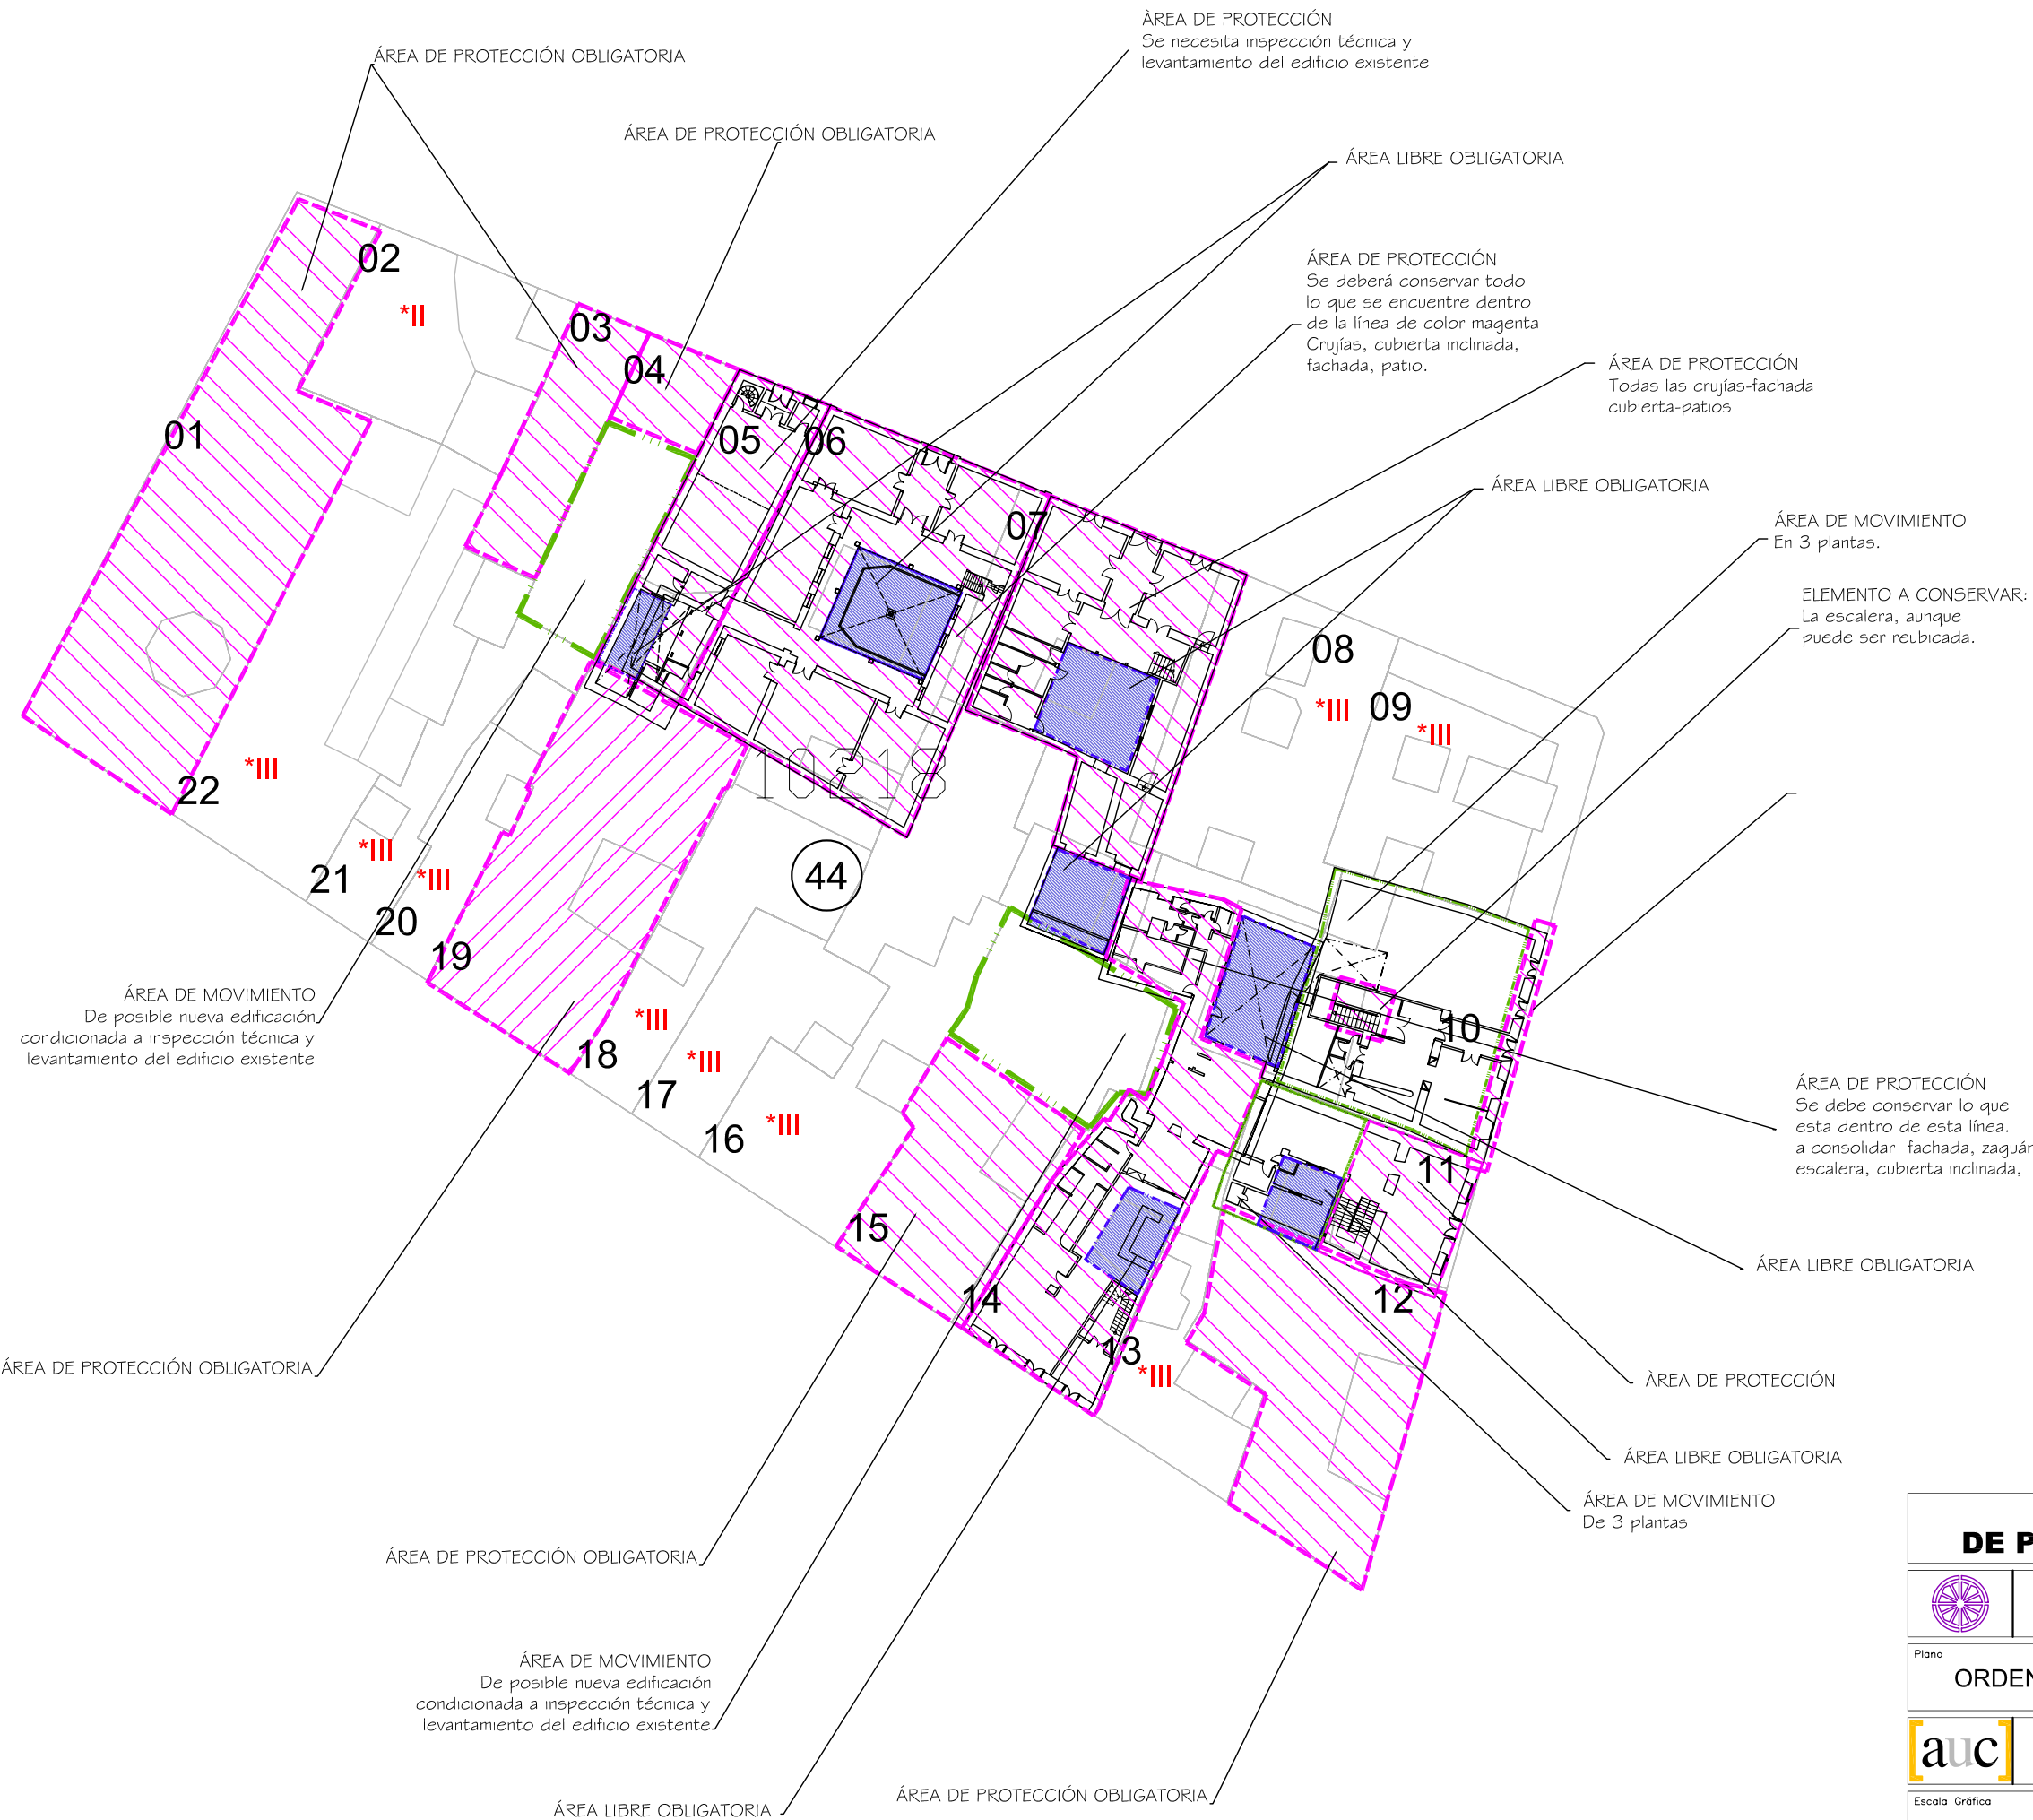 ÀREA DE PROTECCIÓN
Se necesita inspección técnica y
levantamiento del edificio existente
ÁREA DE PROTECCIÓN OBLIGATORIA
ÁREA DE PROTECCIÓN OBLIGATORIA
ÁREA LIBRE OBLIGATORIA
ÁREA DE PROTECCIÓN
Se deberá conservar todo
lo que se encuentre dentro
de la línea de color magenta
Crujías, cubierta inclinada,
fachada, patio.
ÁREA DE PROTECCIÓN
Todas las crujías-fachada
cubierta-patios
ÁREA LIBRE OBLIGATORIA
ÁREA DE MOVIMIENTO
En 3 plantas.
ELEMENTO A CONSERVAR:
La escalera, aunque
puede ser reubicada.
02
*II
03
04
01
05
06
07
08
*III
09
*III
22
*III
10218
44
21
*III
*III
20
19
ÁREA DE MOVIMIENTO
De posible nueva edificación
condicionada a inspección técnica y
levantamiento del edificio existente
18
*III
*III
17
16
*III
10
ÁREA DE PROTECCIÓN
Se debe conservar lo que
esta dentro de esta línea.
a consolidar fachada, zaguán
escalera, cubierta inclinada,
11
15
14
12
13
*III
ÁREA LIBRE OBLIGATORIA
ÁREA DE PROTECCIÓN OBLIGATORIA
ÀREA DE PROTECCIÓN
ÁREA LIBRE OBLIGATORIA
ÁREA DE MOVIMIENTO
De 3 plantas
ÁREA DE PROTECCIÓN OBLIGATORIA
ÁREA DE MOVIMIENTO
De posible nueva edificación
condicionada a inspección técnica y
levantamiento del edificio existente
ÁREA LIBRE OBLIGATORIA
ÁREA DE PROTECCIÓN OBLIGATORIA
DE P
Plano
ORDEN
[auc]
Escala Gráfica